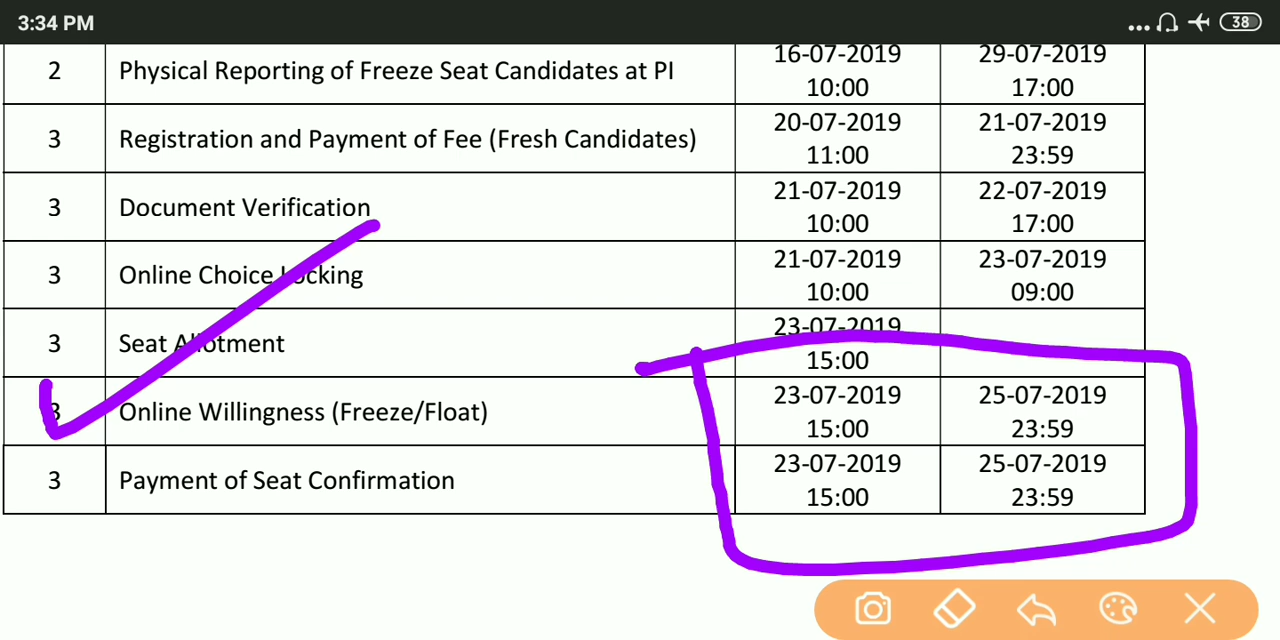 3:34 PM
38
2 Physical Reporting of Freeze Seat Candidates at PI 16-07-2019 10:00 29-07-2019 17:00
3 Registration and Payment of Fee (Fresh Candidates) 20-07-2019 11:00 21-07-2019 23:59
3 Document Verification 21-07-2019 10:00 22-07-2019 17:00
3 Online Choice Locking 21-07-2019 10:00 23-07-2019 09:00
3 Seat Allotment 23-07-2019 15:00
3 Online Willingness (Freeze/Float) 23-07-2019 15:00 25-07-2019 23:59
3 Payment of Seat Confirmation 23-07-2019 15:00 25-07-2019 23:59